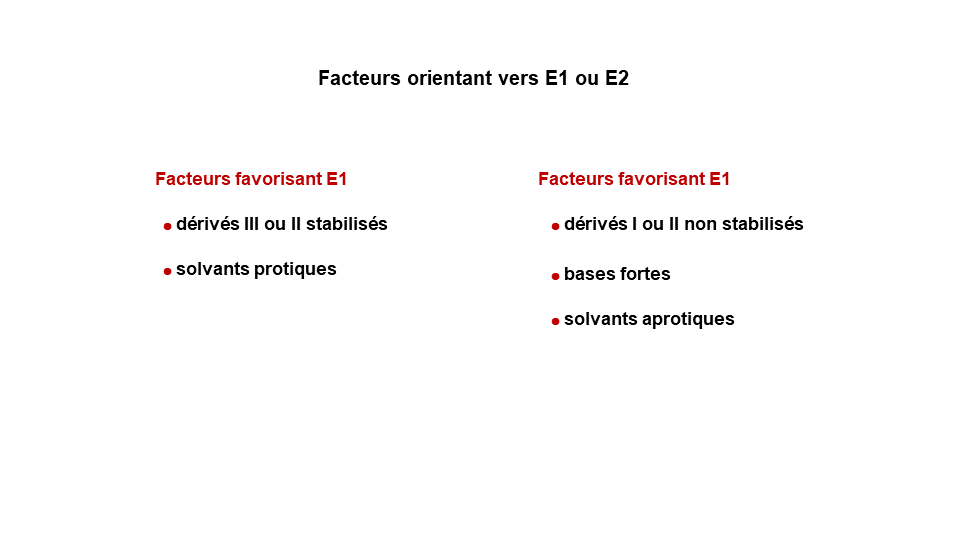 Facteurs orientant vers E1 ou E2
Facteurs favorisant E1
• dérivés III ou II stabilisés
• solvants protiques
Facteurs favorisant E1
• dérivés I ou II non stabilisés
• bases fortes
• solvants aprotiques